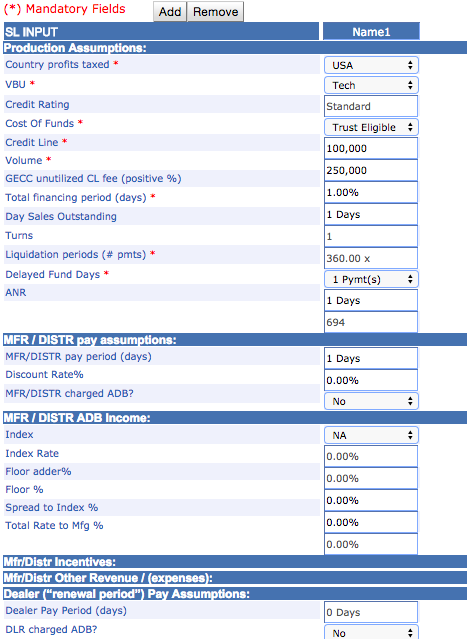 (*) Mandatory Fields Add Remove
SL INPUT Name1
Production Assumptions:
Country profits taxed * USA
VBU * Tech
Credit Rating Standard
Cost Of Funds * Trust Eligible
Credit Line * 100,000
Volume * 250,000
GECC unutilized CL fee (positive %) 1.00%
Total financing period (days) * 1 Days
Day Sales Outstanding 1
Turns 360.00 x
Liquidation periods (# pmts) * 1 Pymt(s)
Delayed Fund Days * 1 Days
ANR 694
MFR / DISTR pay assumptions:
MFR/DISTR pay period (days) 1 Days
Discount Rate% 0.00%
MFR/DISTR charged ADB? No
MFR / DISTR ADB Income:
Index NA
Index Rate 0.00%
Floor adder% 0.00%
Floor % 0.00%
Spread to Index % 0.00%
Total Rate to Mfg % 0.00%
Mfr/Distr Incentives:
Mfr/Distr Other Revenue / (expenses):
Dealer (“renewal period”) Pay Assumptions:
Dealer Pay Period (days) 0 Days
DLR charged ADB? No